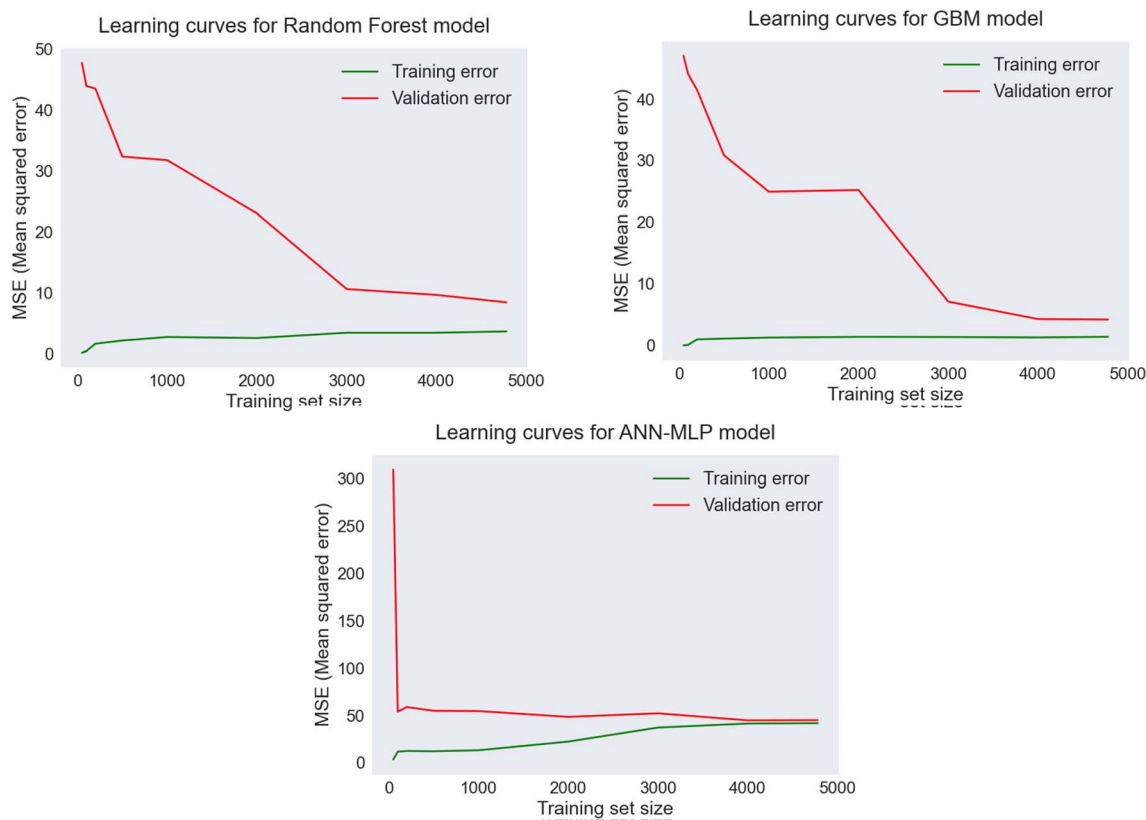 Learning curves for Random Forest model
MSE (Mean squared error)
50
40
30
20
10
0
Training error
Validation error
0 1000 2000 3000 4000 5000
Training set size
Learning curves for GBM model
MSE (Mean squared error)
40
30
20
10
0
Training error
Validation error
0 1000 2000 3000 4000 5000
Training set size
Learning curves for ANN-MLP model
MSE (Mean squared error)
300
250
200
150
100
50
0
Training error
Validation error
0 1000 2000 3000 4000 5000
Training set size